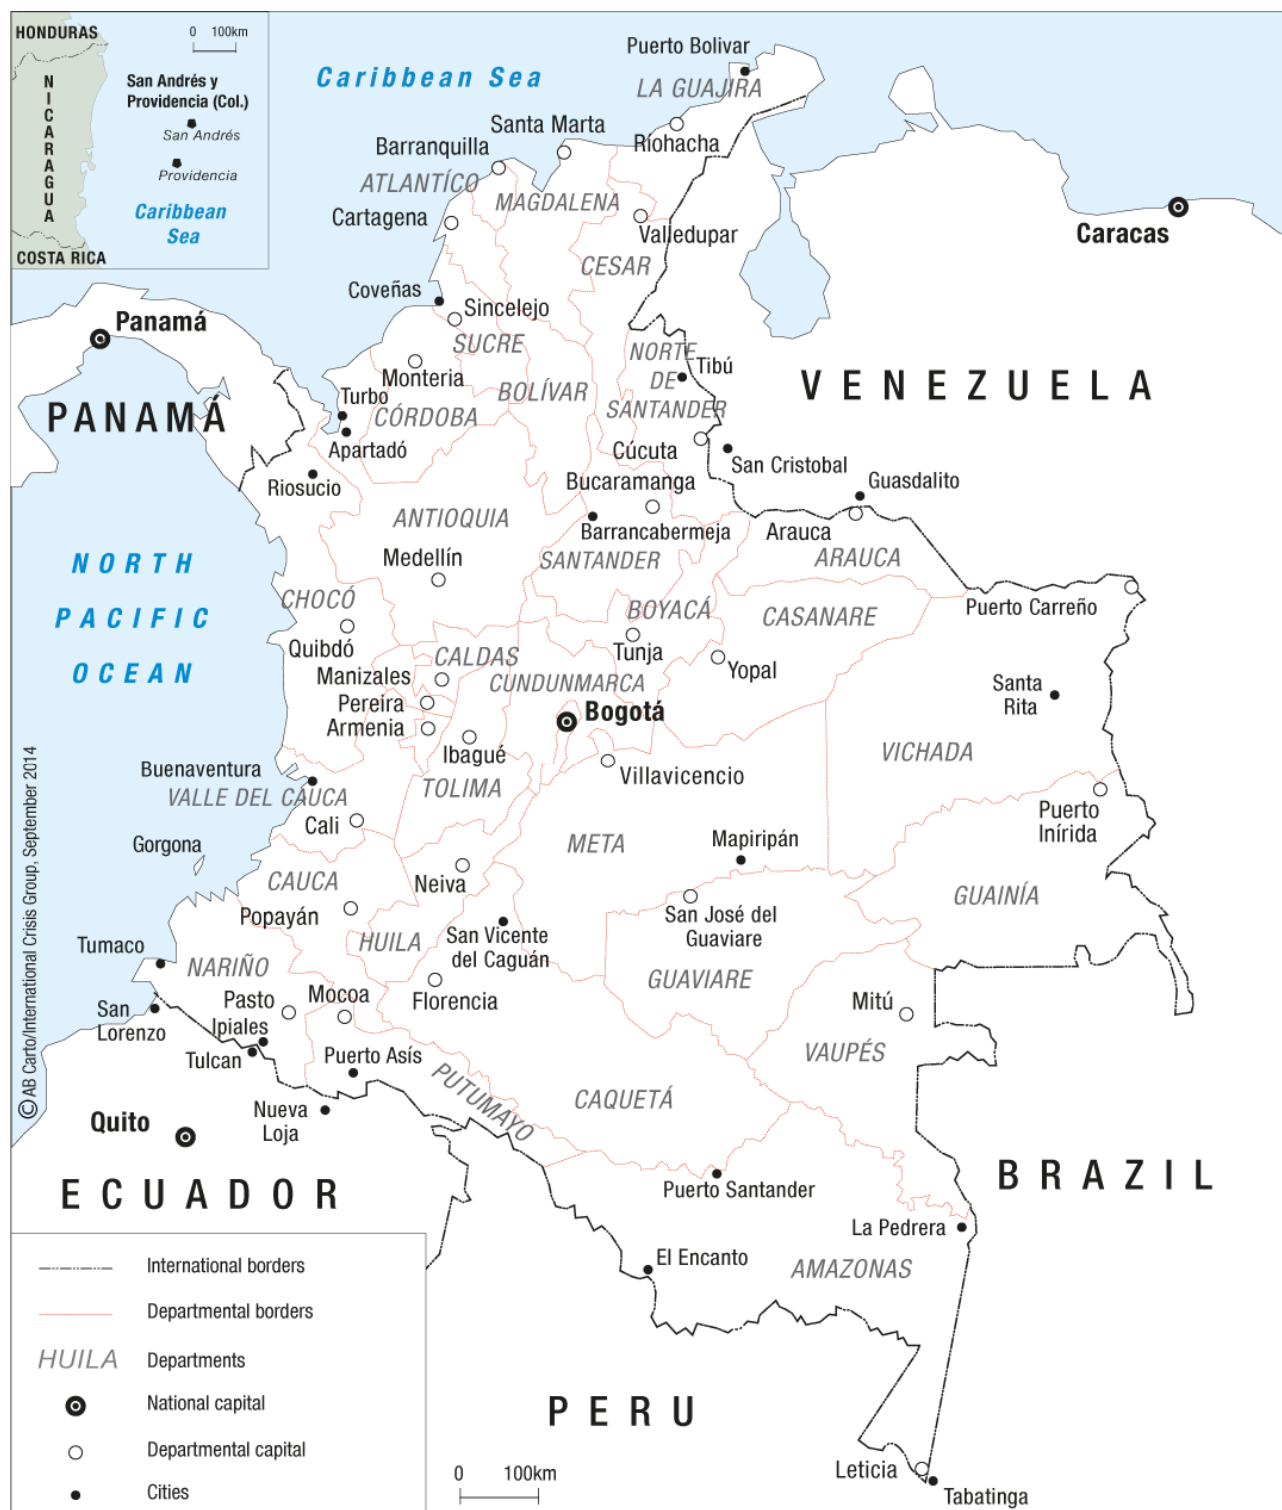 HONDURAS
0 100km
NICARAGUA
San Andrés y
Providencia (Col.)
San Andrés
Providencia
Caribbean
Sea
COSTA RICA
Caribbean Sea
Puerto Bolivar
LA GUAJIRA
Santa Marta
Ríohacha
Barranquilla
ATLANTÍCO
MAGDALENA
Cartagena
Valledupar
Caracas
CESAR
Coveñas
Sincelejo
Panamá
SUCRE
NORTE
DE
SANTANDER
Tibú
Monteria
BOLÍVAR
VENEZUELA
Turbo
CÓRDOBA
PANAMÁ
Apartadó
Cúcuta
San Cristobal
Riosucio
Bucaramanga
Guasdalito
ANTIOQUIA
Barrancabermeja
Arauca
Medellín
SANTANDER
ARAUCA
NORTH
PACIFIC
OCEAN
CHOCÓ
BOYACÁ
CASANARE
Puerto Carreño
Quibdó
Tunja
CALDAS
Yopal
Manizales
CUNDUNMARCA
Santa
Rita
Pereira
Bogotá
Armenia
Ibagué
VICHADA
Buenaventura
Villavicencio
TOLIMA
VALLE DEL CAUCA
Puerto
Inírida
Cali
Gorgona
META
Mapiripán
CAUCA
Neiva
GUAINÍA
Popayán
San José del
Guaviare
HUILA
San Vicente
del Caguán
Tumaco
NARIÑO
GUAVIARE
Pasto
Mocoa
Florencia
Mitú
San
Lorenzo
Ipiales
Tulcan
Puerto Asís
VAUPÉS
PUTUMAYO
CAQUETÁ
Nueva
Loja
Quito
ECUADOR
BRAZIL
Puerto Santander
La Pedrera
El Encanto
AMAZONAS
PERU
Leticia
Tabatinga
© AB Carto/International Crisis Group, September 2014
International borders
Departmental borders
HUILA Departments
National capital
Departmental capital
Cities
0 100km